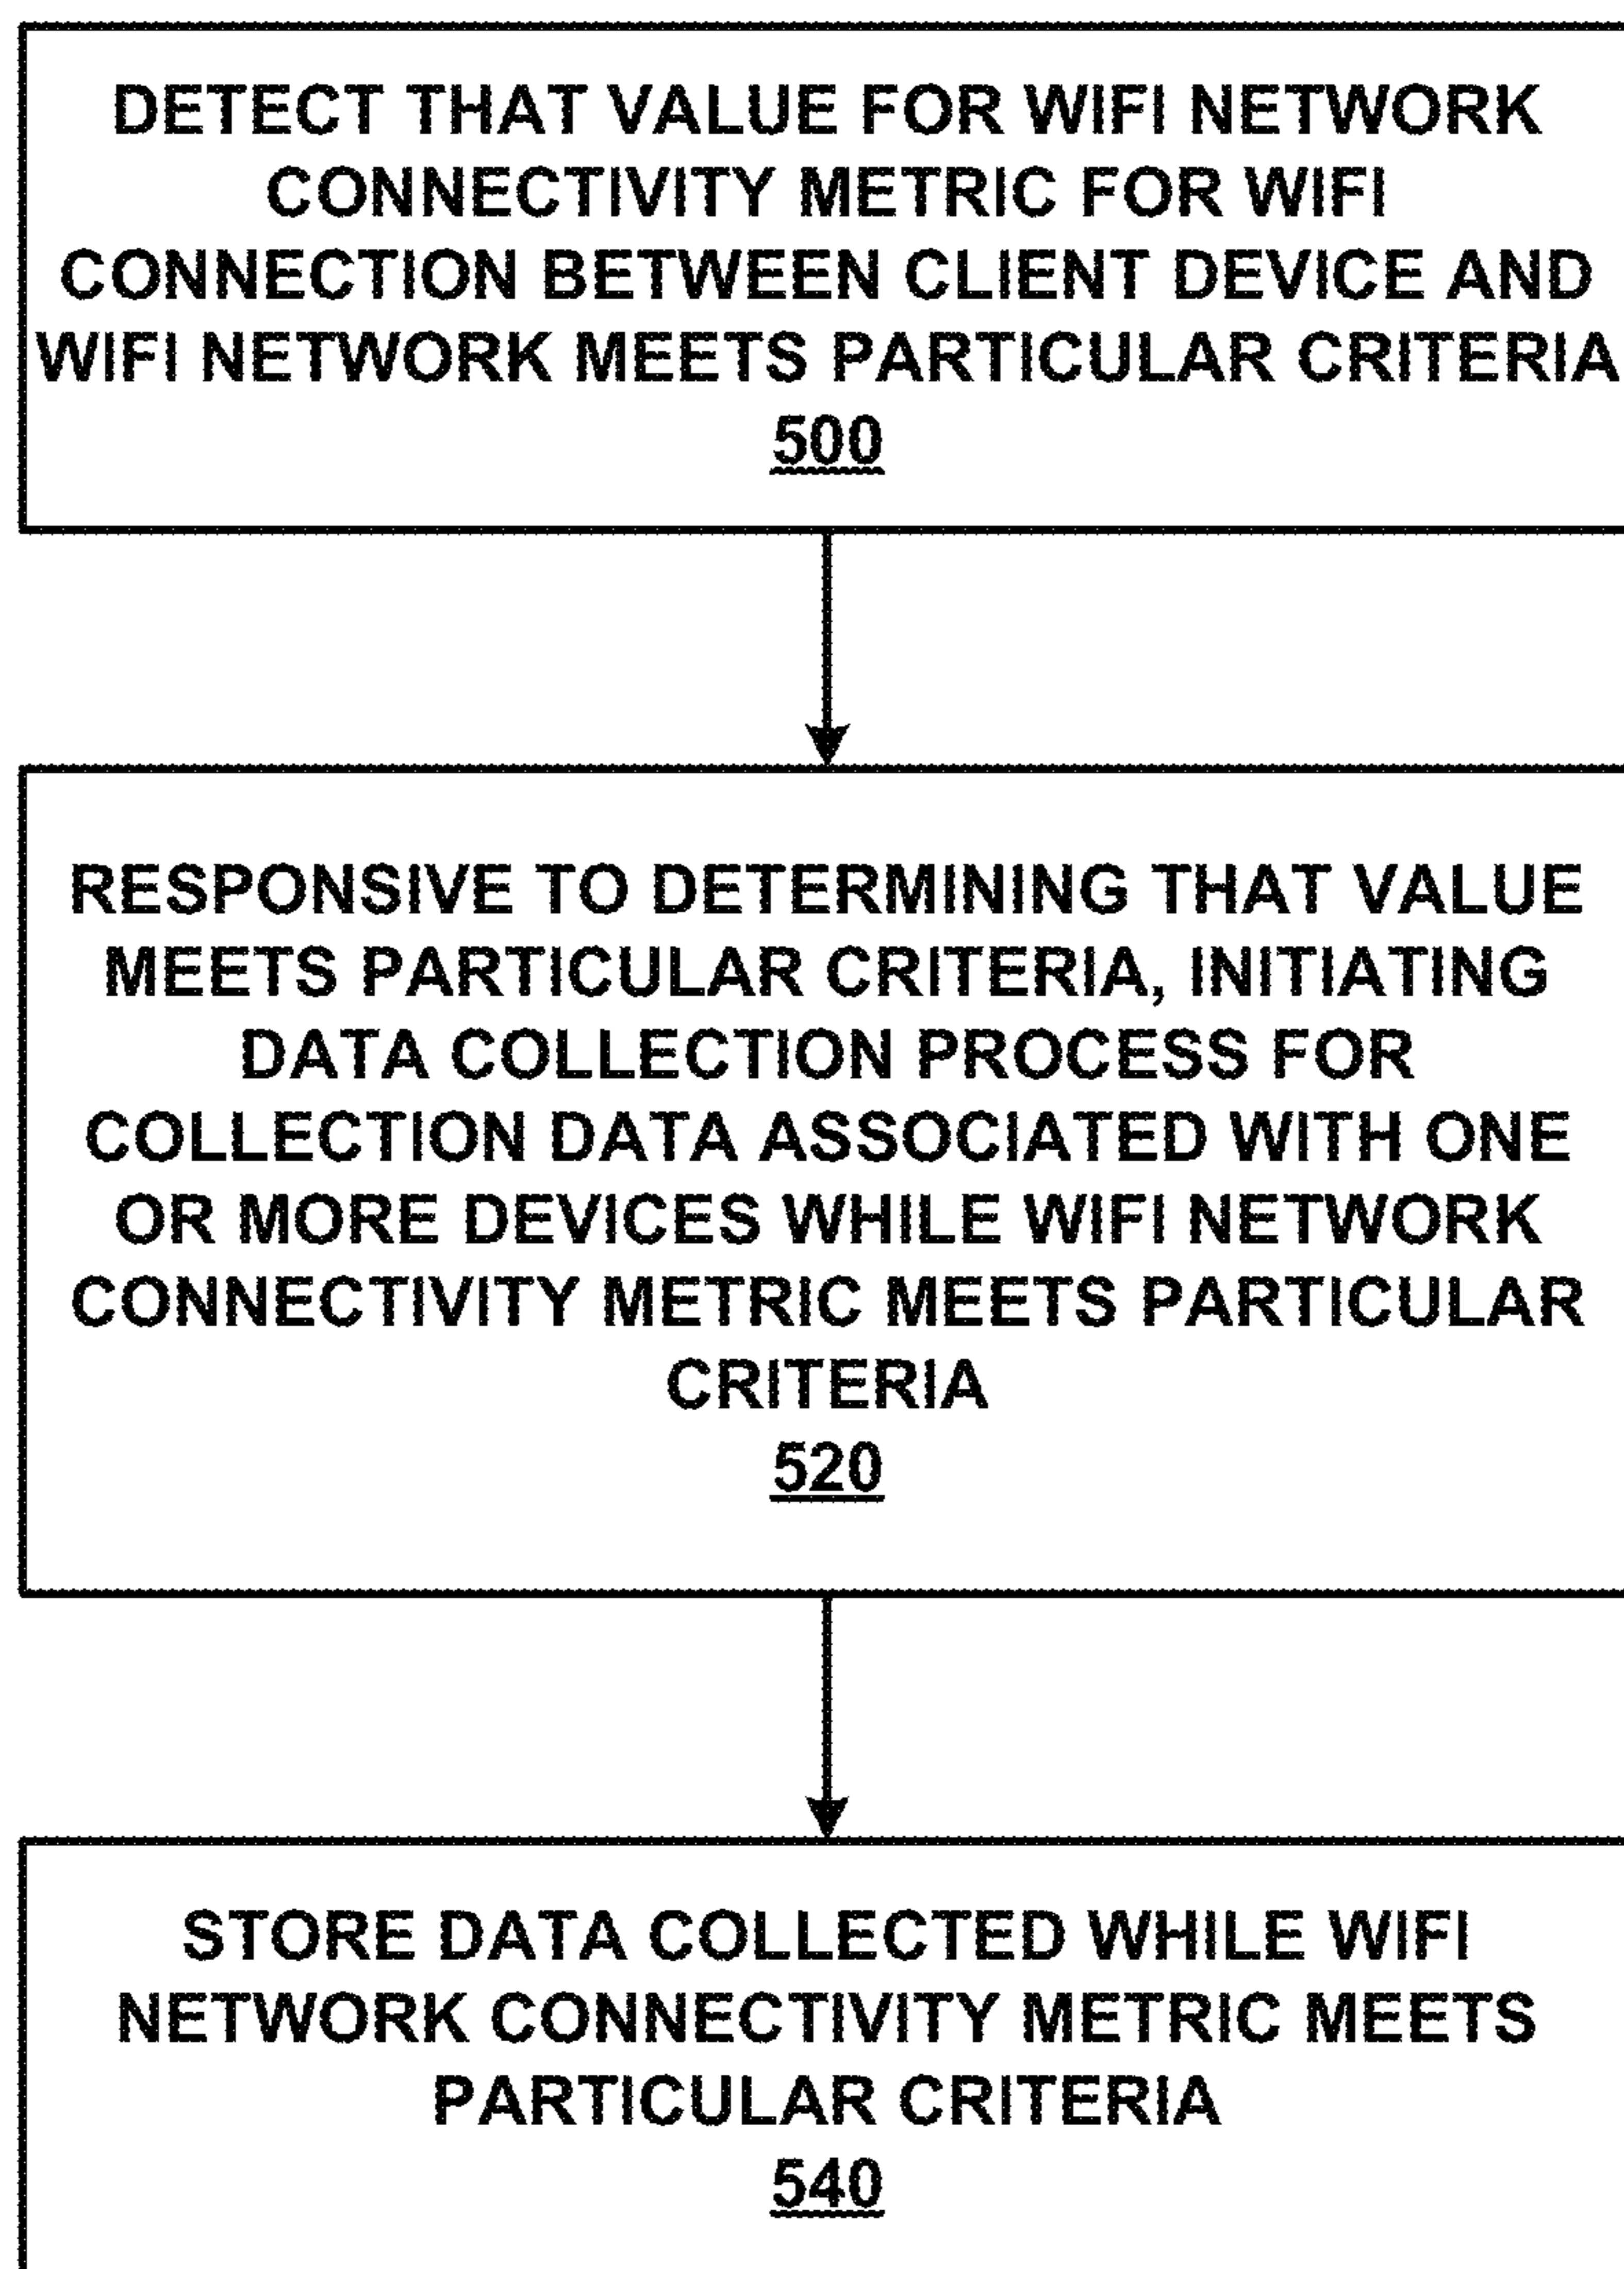 DETECT THAT VALUE FOR WIFI NETWORK
CONNECTIVITY METRIC FOR WIFI
CONNECTION BETWEEN CLIENT DEVICE AND
WIFI NETWORK MEETS PARTICULAR CRITERIA
500
RESPONSIVE TO DETERMINING THAT VALUE
MEETS PARTICULAR CRITERIA, INITIATING
DATA COLLECTION PROCESS FOR
COLLECTION DATA ASSOCIATED WITH ONE
OR MORE DEVICES WHILE WIFI NETWORK
CONNECTIVITY METRIC MEETS PARTICULAR
CRITERIA
520
STORE DATA COLLECTED WHILE WIFI
NETWORK CONNECTIVITY METRIC MEETS
PARTICULAR CRITERIA
540